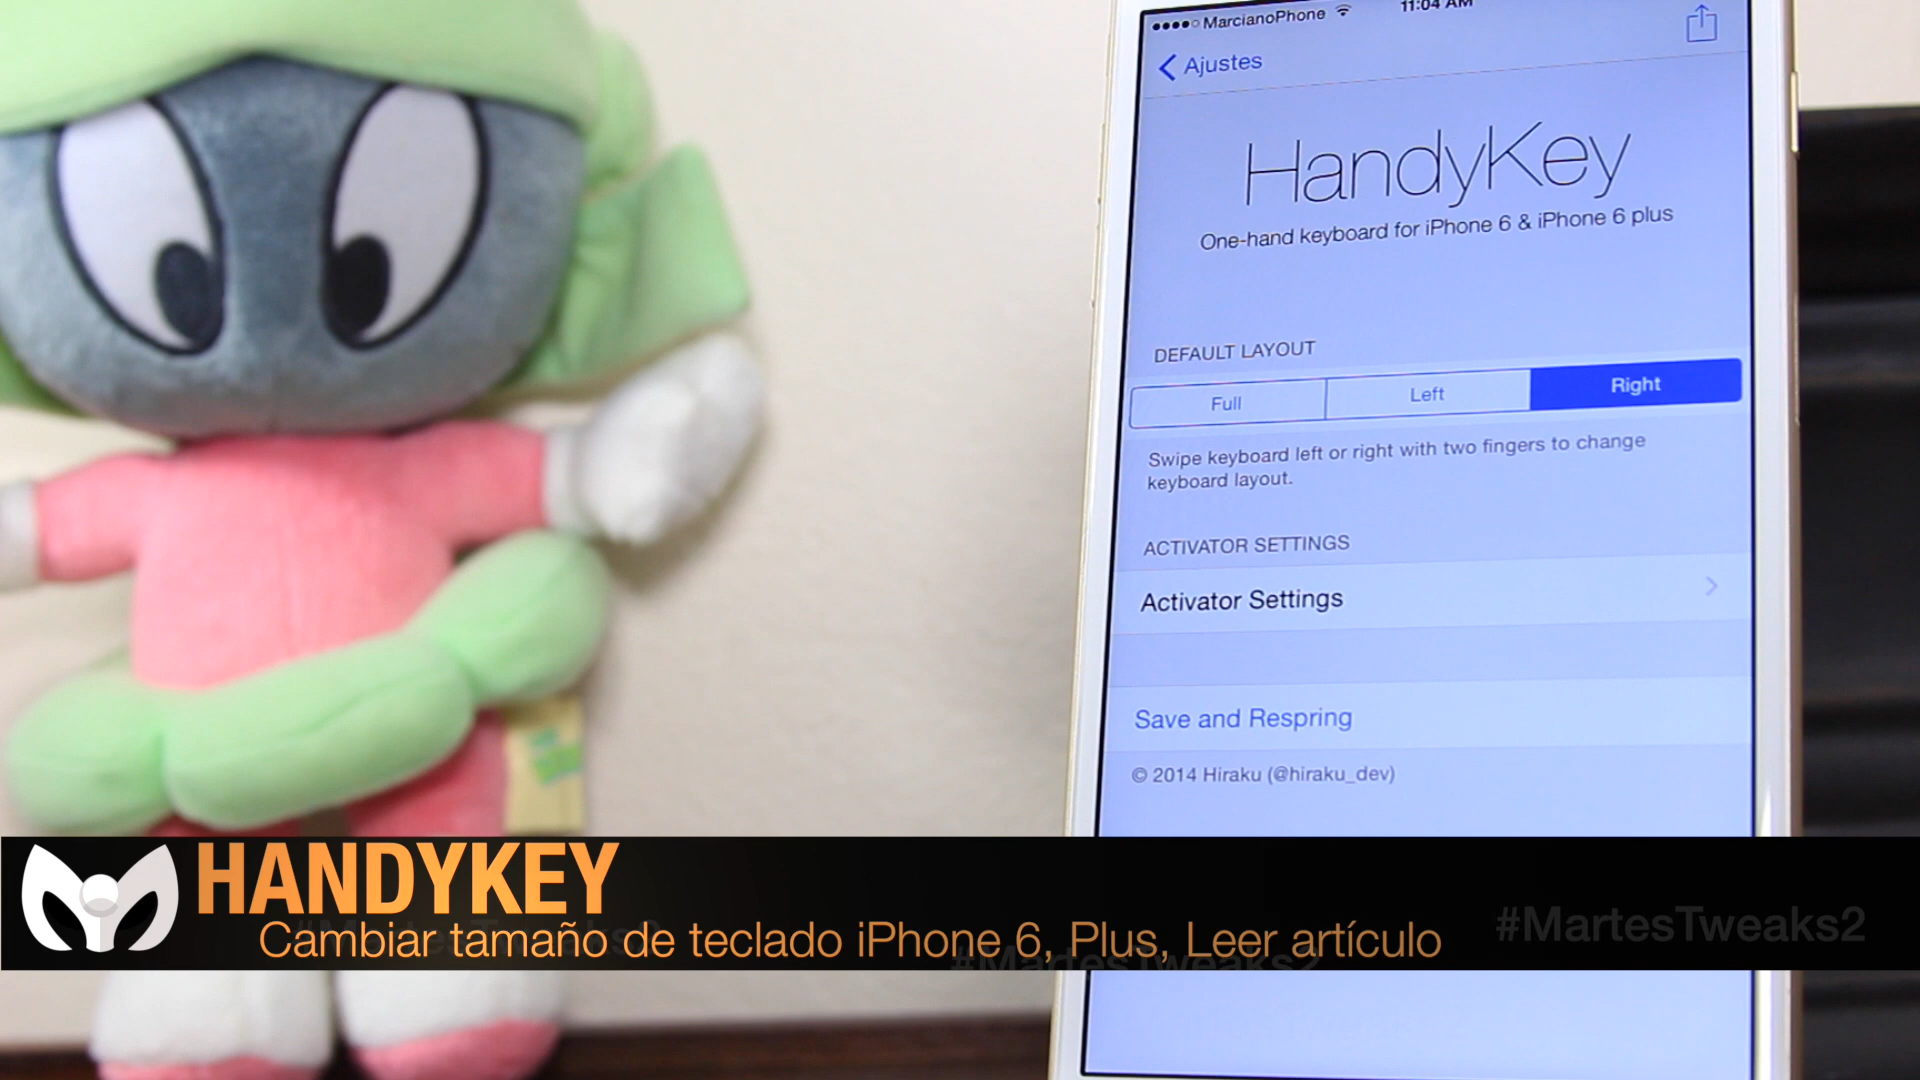 MarcianoPhone
11:04 AM
Ajustes
HandyKey
One-hand keyboard for iPhone 6 & iPhone 6 plus
DEFAULT LAYOUT
Full
Left
Right
Swipe keyboard left or right with two fingers to change
keyboard layout.
ACTIVATOR SETTINGS
Activator Settings
Save and Respring
© 2014 Hiraku (@hiraku_dev)
HANDYKEY
Cambiar tamaño de teclado iPhone 6, Plus, Leer artículo
#MartesTweaks2
#MartesTweaks2
#MartesTweaks2